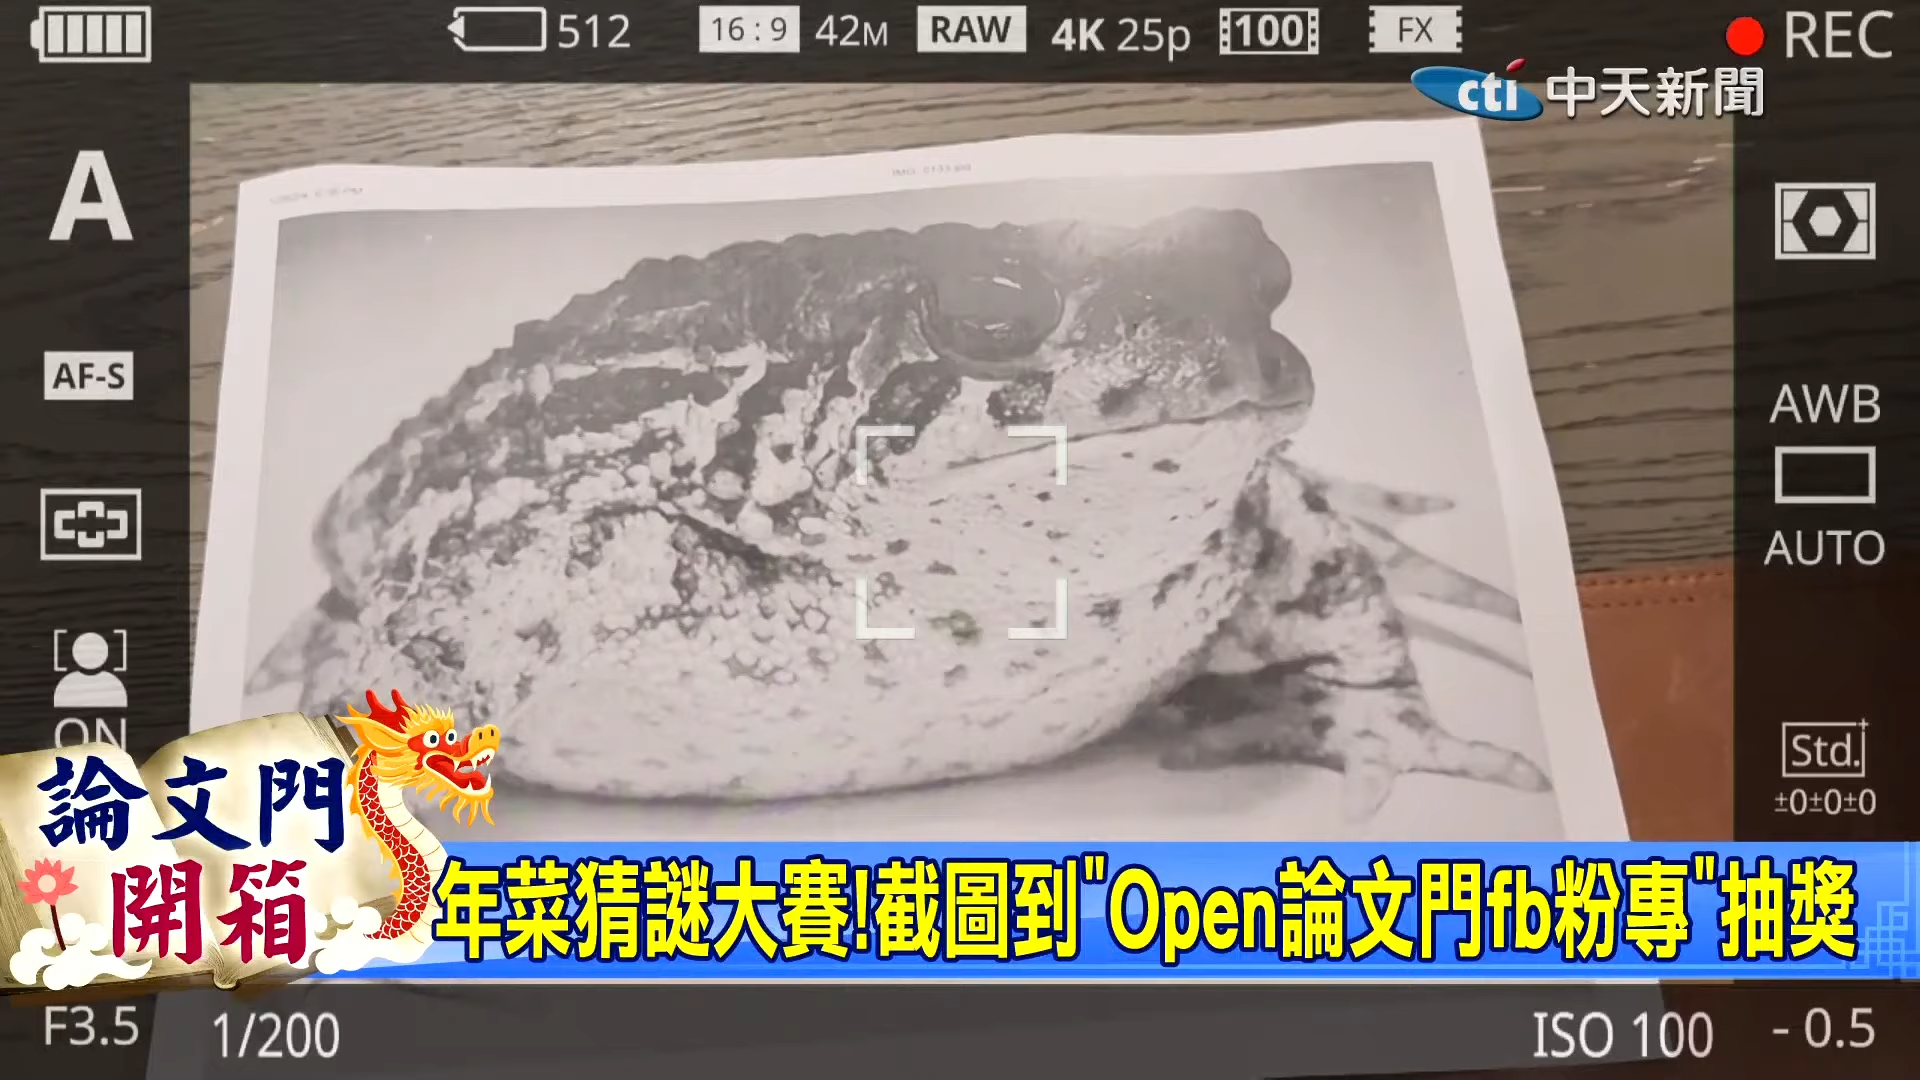 512 16:9 42M RAW 4K 25p 100 FX REC
cti 中天新聞
A
AF-S
AWB
AUTO
ON
Std.
±0±0±0
論文門
開箱
年菜猜謎大賽!截圖到"Open論文門fb粉專"抽獎
F3.5 1/200 ISO 100 -0.5